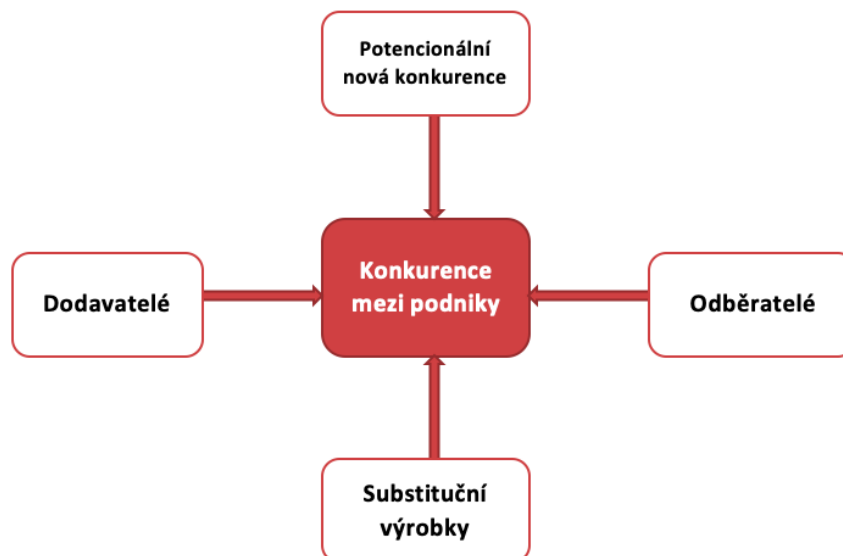 Potencionální
nová konkurence
Konkurence
mezi podniky
Dodavatelé
Odběratelé
Substituční
výrobky